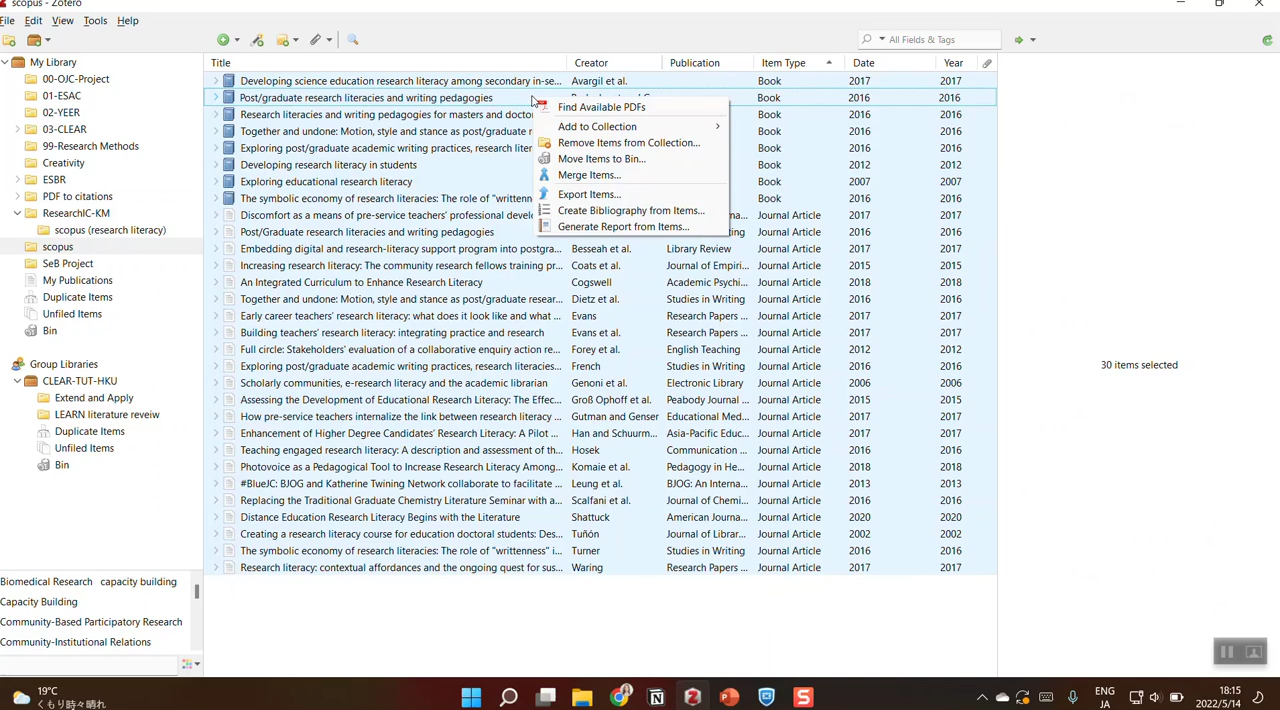 scopus - Zotero
File Edit View Tools Help
All Fields & Tags
My Library
00-OJC-Project
01-ESAC
02-YEER
03-CLEAR
99-Research Methods
Creativity
ESBR
PDF to citations
ResearchIC-KM
scopus (research literacy)
scopus
SeB Project
My Publications
Duplicate Items
Unfiled Items
Bin
Group Libraries
CLEAR-TUT-HKU
Extend and Apply
LEARN literature reveiw
Duplicate Items
Unfiled Items
Bin
Biomedical Research capacity building
Capacity Building
Community-Based Participatory Research
Community-Institutional Relations
Title Creator Publication Item Type Date Year
Developing science education research literacy among secondary in-se... Avargil et al. Book 2017 2017
Post/graduate research literacies and writing pedagogies Book 2016 2016
Research literacies and writing pedagogies for masters and docto Book 2016 2016
Together and undone: Motion, style and stance as post/graduate r Book 2016 2016
Exploring post/graduate academic writing practices, research liter Book 2016 2016
Developing research literacy in students Book 2012 2012
Exploring educational research literacy Book 2007 2007
The symbolic economy of research literacies: The role of "writtenn Book 2016 2016
Discomfort as a means of pre-service teachers' professional devel na... Journal Article 2017 2017
Post/Graduate research literacies and writing pedagogies ting Journal Article 2016 2016
Embedding digital and research-literacy support program into postgra... Besseah et al. Library Review Journal Article 2017 2017
Increasing research literacy: The community research fellows training pr... Coats et al. Journal of Empiri... Journal Article 2015 2015
An Integrated Curriculum to Enhance Research Literacy Cogswell Academic Psychi... Journal Article 2018 2018
Together and undone: Motion, style and stance as post/graduate resear... Dietz et al. Studies in Writing Journal Article 2016 2016
Early career teachers' research literacy: what does it look like and what ... Evans Research Papers ... Journal Article 2017 2017
Building teachers' research literacy: integrating practice and research Evans et al. Research Papers ... Journal Article 2017 2017
Full circle: Stakeholders' evaluation of a collaborative enquiry action re... Forey et al. English Teaching Journal Article 2012 2012
Exploring post/graduate academic writing practices, research literacies... French Studies in Writing Journal Article 2016 2016
Scholarly communities, e-research literacy and the academic librarian Genoni et al. Electronic Library Journal Article 2006 2006
Assessing the Development of Educational Research Literacy: The Effec... Groß Ophoff et al. Peabody Journal ... Journal Article 2015 2015
How pre-service teachers internalize the link between research literacy ... Gutman and Genser Educational Med... Journal Article 2017 2017
Enhancement of Higher Degree Candidates' Research Literacy: A Pilot ... Han and Schuurm... Asia-Pacific Educ... Journal Article 2017 2017
Teaching engaged research literacy: A description and assessment of th... Hosek Communication ... Journal Article 2016 2016
Photovoice as a Pedagogical Tool to Increase Research Literacy Among... Komaie et al. Pedagogy in He... Journal Article 2018 2018
#BlueJC: BJOG and Katherine Twining Network collaborate to facilitate ... Leung et al. BJOG: An Interna... Journal Article 2013 2013
Replacing the Traditional Graduate Chemistry Literature Seminar with a... Scalfani et al. Journal of Chemi... Journal Article 2016 2016
Distance Education Research Literacy Begins with the Literature Shattuck American Journa... Journal Article 2020 2020
Creating a research literacy course for education doctoral students: Des... Tuñón Journal of Librar... Journal Article 2002 2002
The symbolic economy of research literacies: The role of "writtenness" i... Turner Studies in Writing Journal Article 2016 2016
Research literacy: contextual affordances and the ongoing quest for sus... Waring Research Papers ... Journal Article 2017 2017
Find Available PDFs
Add to Collection
Remove Items from Collection...
Move Items to Bin...
Merge Items...
Export Items...
Create Bibliography from Items...
Generate Report from Items...
30 items selected
19°C
くもり時々晴れ
ENG
JA
18:15
2022/5/14